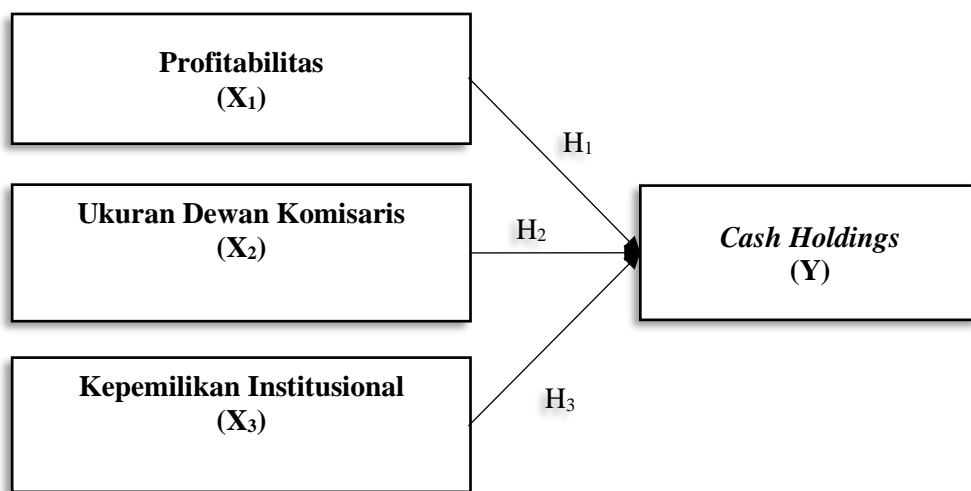 Profitabilitas
(X₁)
H₁
Ukuran Dewan Komisaris
(X₂)
H₂
Cash Holdings
(Y)
Kepemilikan Institusional
(X₃)
H₃